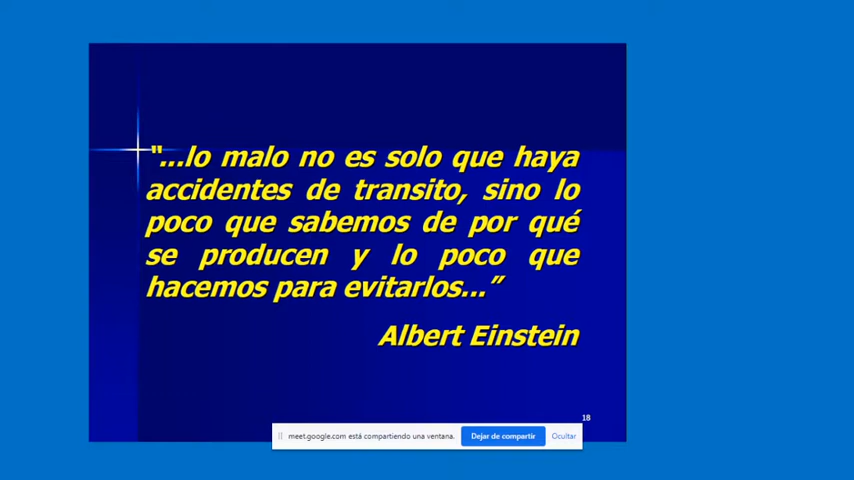 "...lo malo no es solo que haya
accidentes de transito, sino lo
poco que sabemos de por qué
se producen y lo poco que
hacemos para evitarlos..."
Albert Einstein
18
meet.google.com está compartiendo una ventana. Dejar de compartir Ocultar